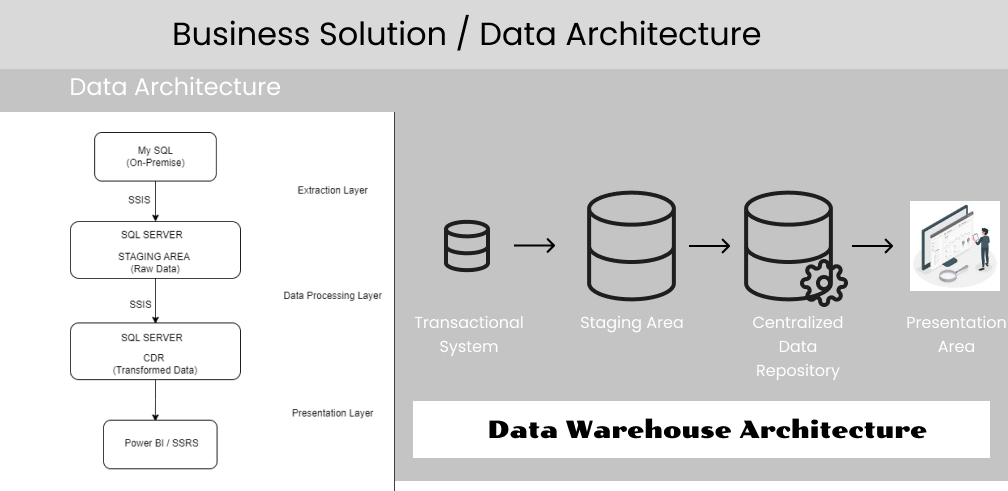 Business Solution / Data Architecture
Data Architecture
My SQL
(On-Premise)
Extraction Layer
SSIS
SQL SERVER
STAGING AREA
(Raw Data)
Data Processing Layer
SSIS
SQL SERVER
CDR
(Transformed Data)
Presentation Layer
Power BI / SSRS
Transactional
System
Staging Area
Centralized
Data
Repository
Presentation
Area
Data Warehouse Architecture